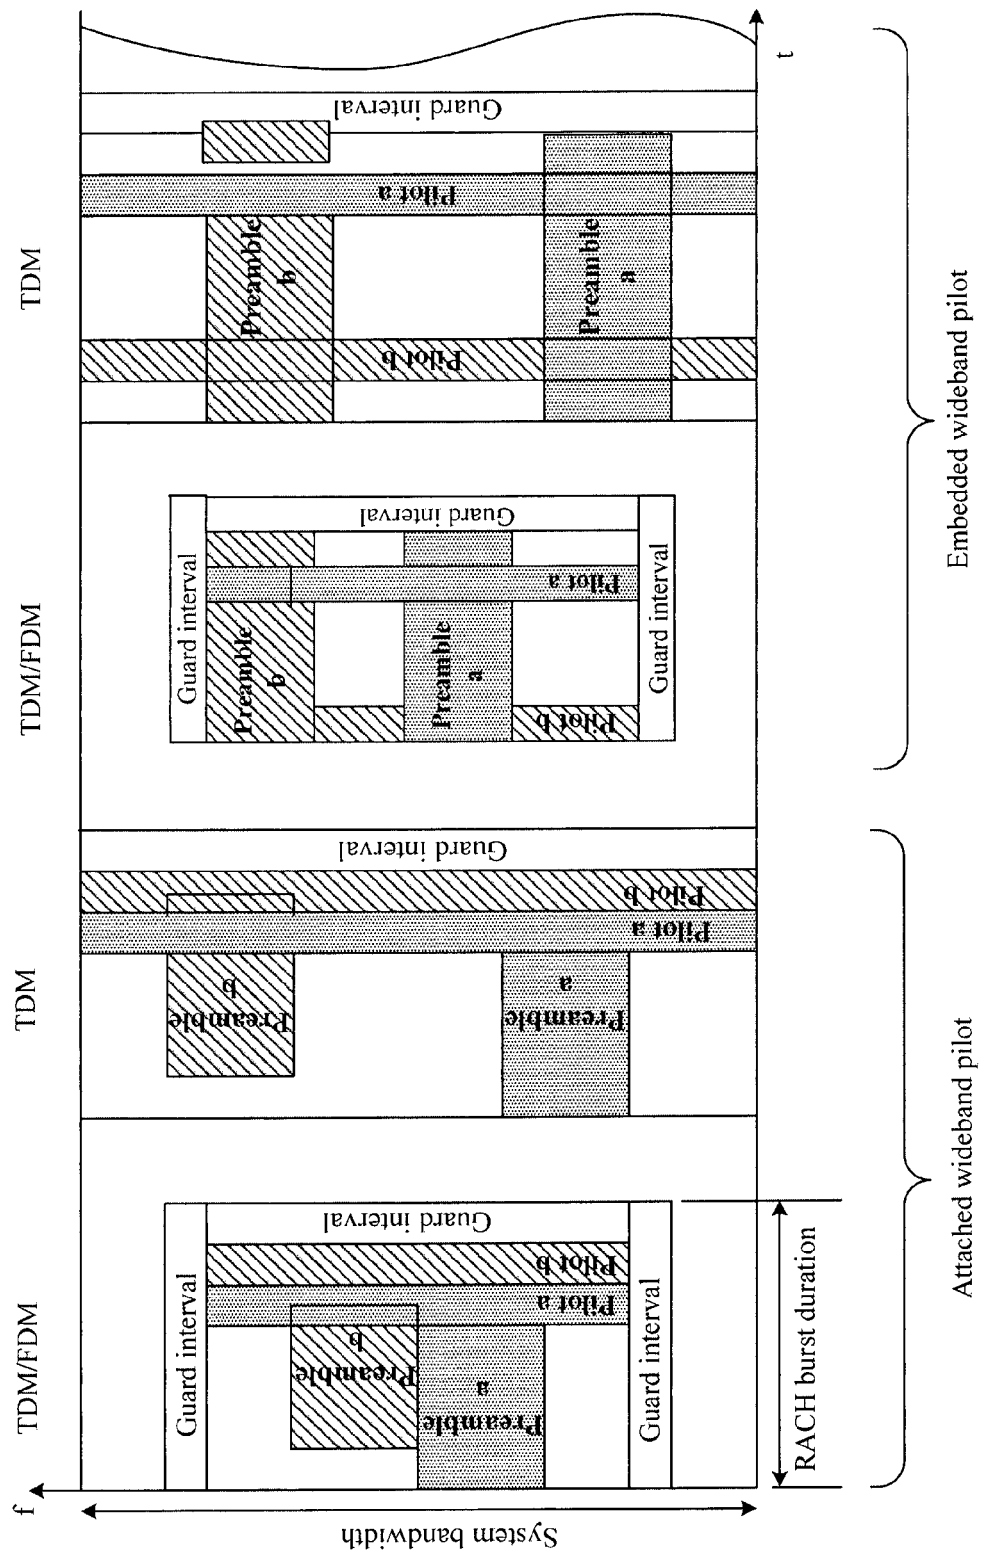 f
TDM/FDM
TDM
TDM/FDM
TDM
System bandwidth
Guard interval
Preamble
a
Preamble
b
Pilot a
Pilot b
Guard interval
Guard interval
RACH burst duration
Preamble
b
Preamble
a
Pilot a
Pilot b
Guard interval
Guard interval
Preamble
b
Pilot b
Preamble
a
Pilot a
Guard interval
Guard interval
Pilot b
Preamble
b
Preamble
a
Pilot a
Guard interval
t
Attached wideband pilot
Embedded wideband pilot